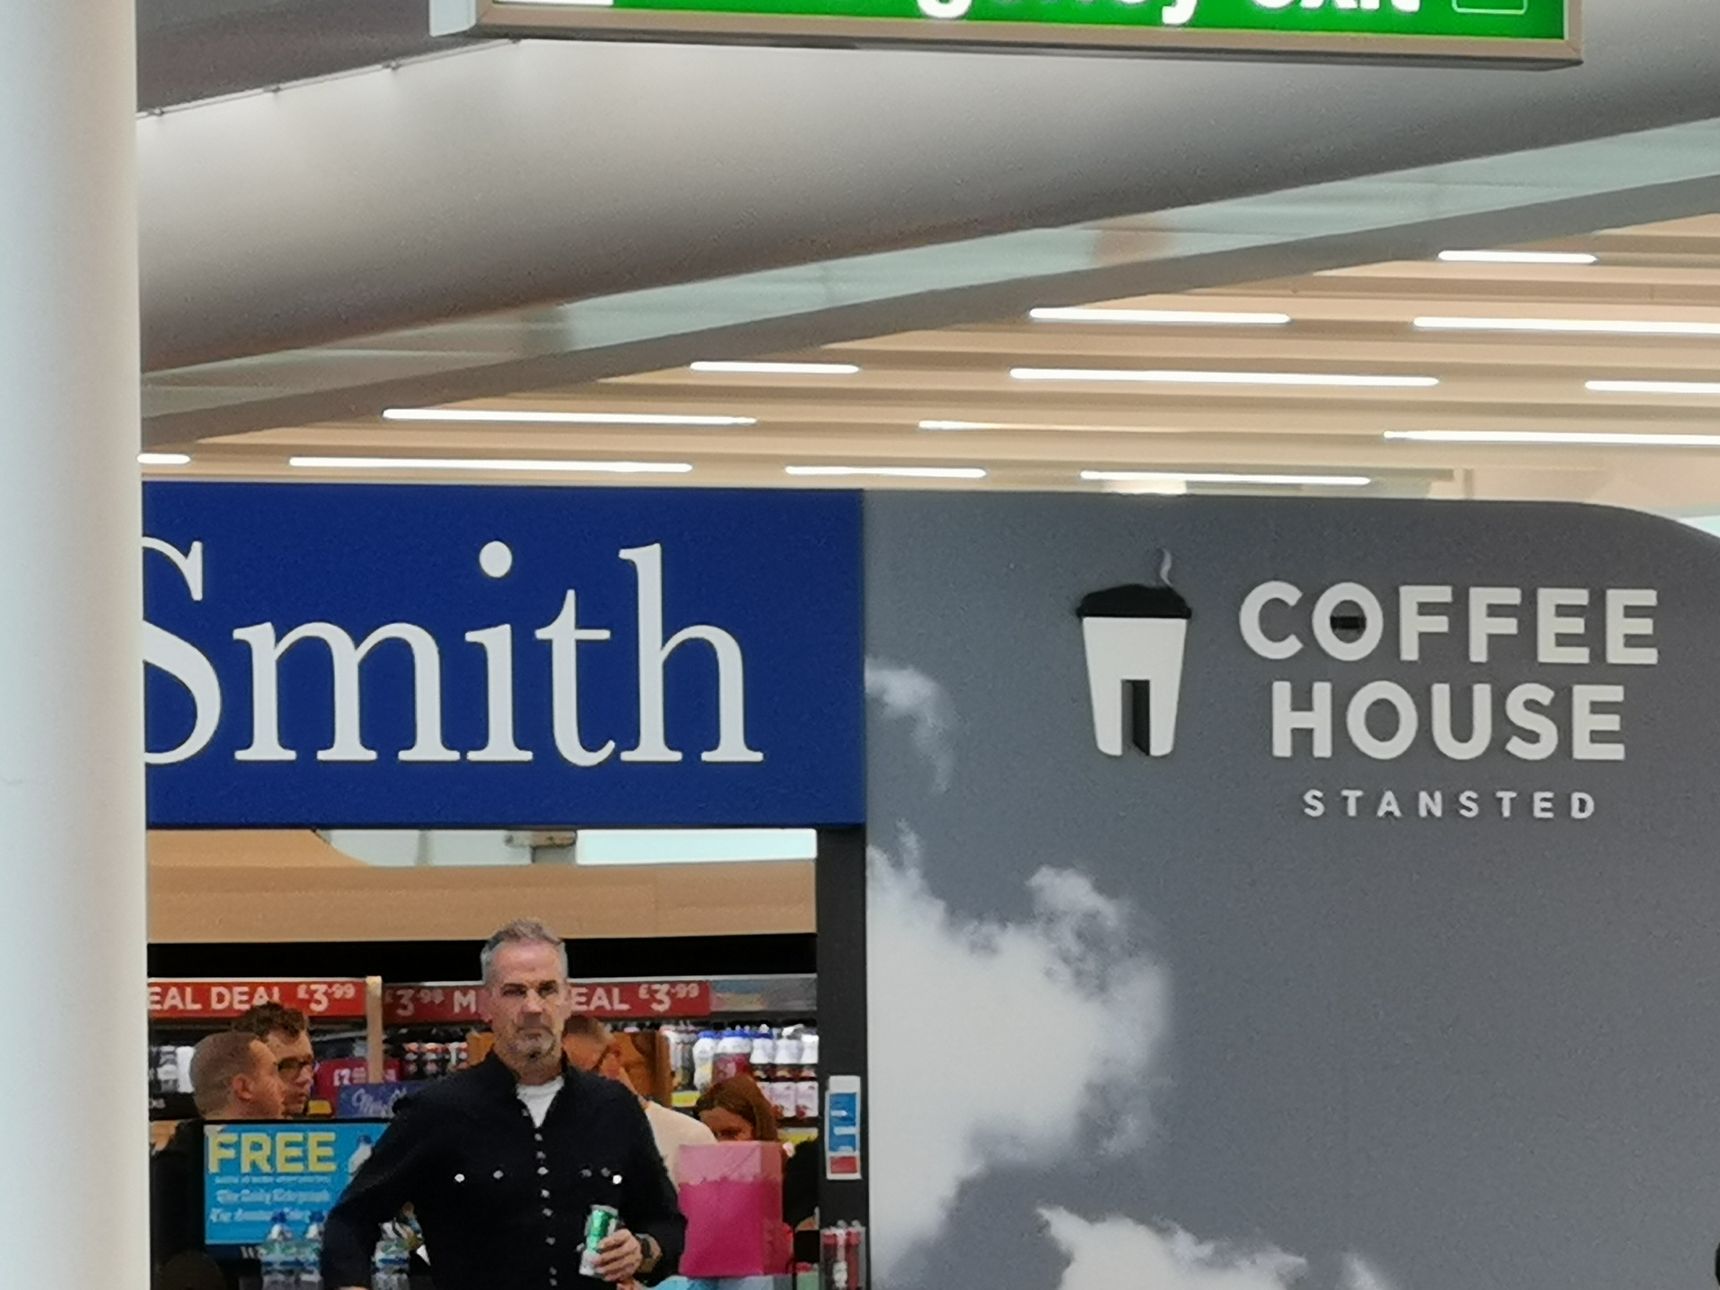 Smith
COFFEE
HOUSE
STANSTED
EAL DEAL £3.99
£3.99 M EAL £3.99
FREE